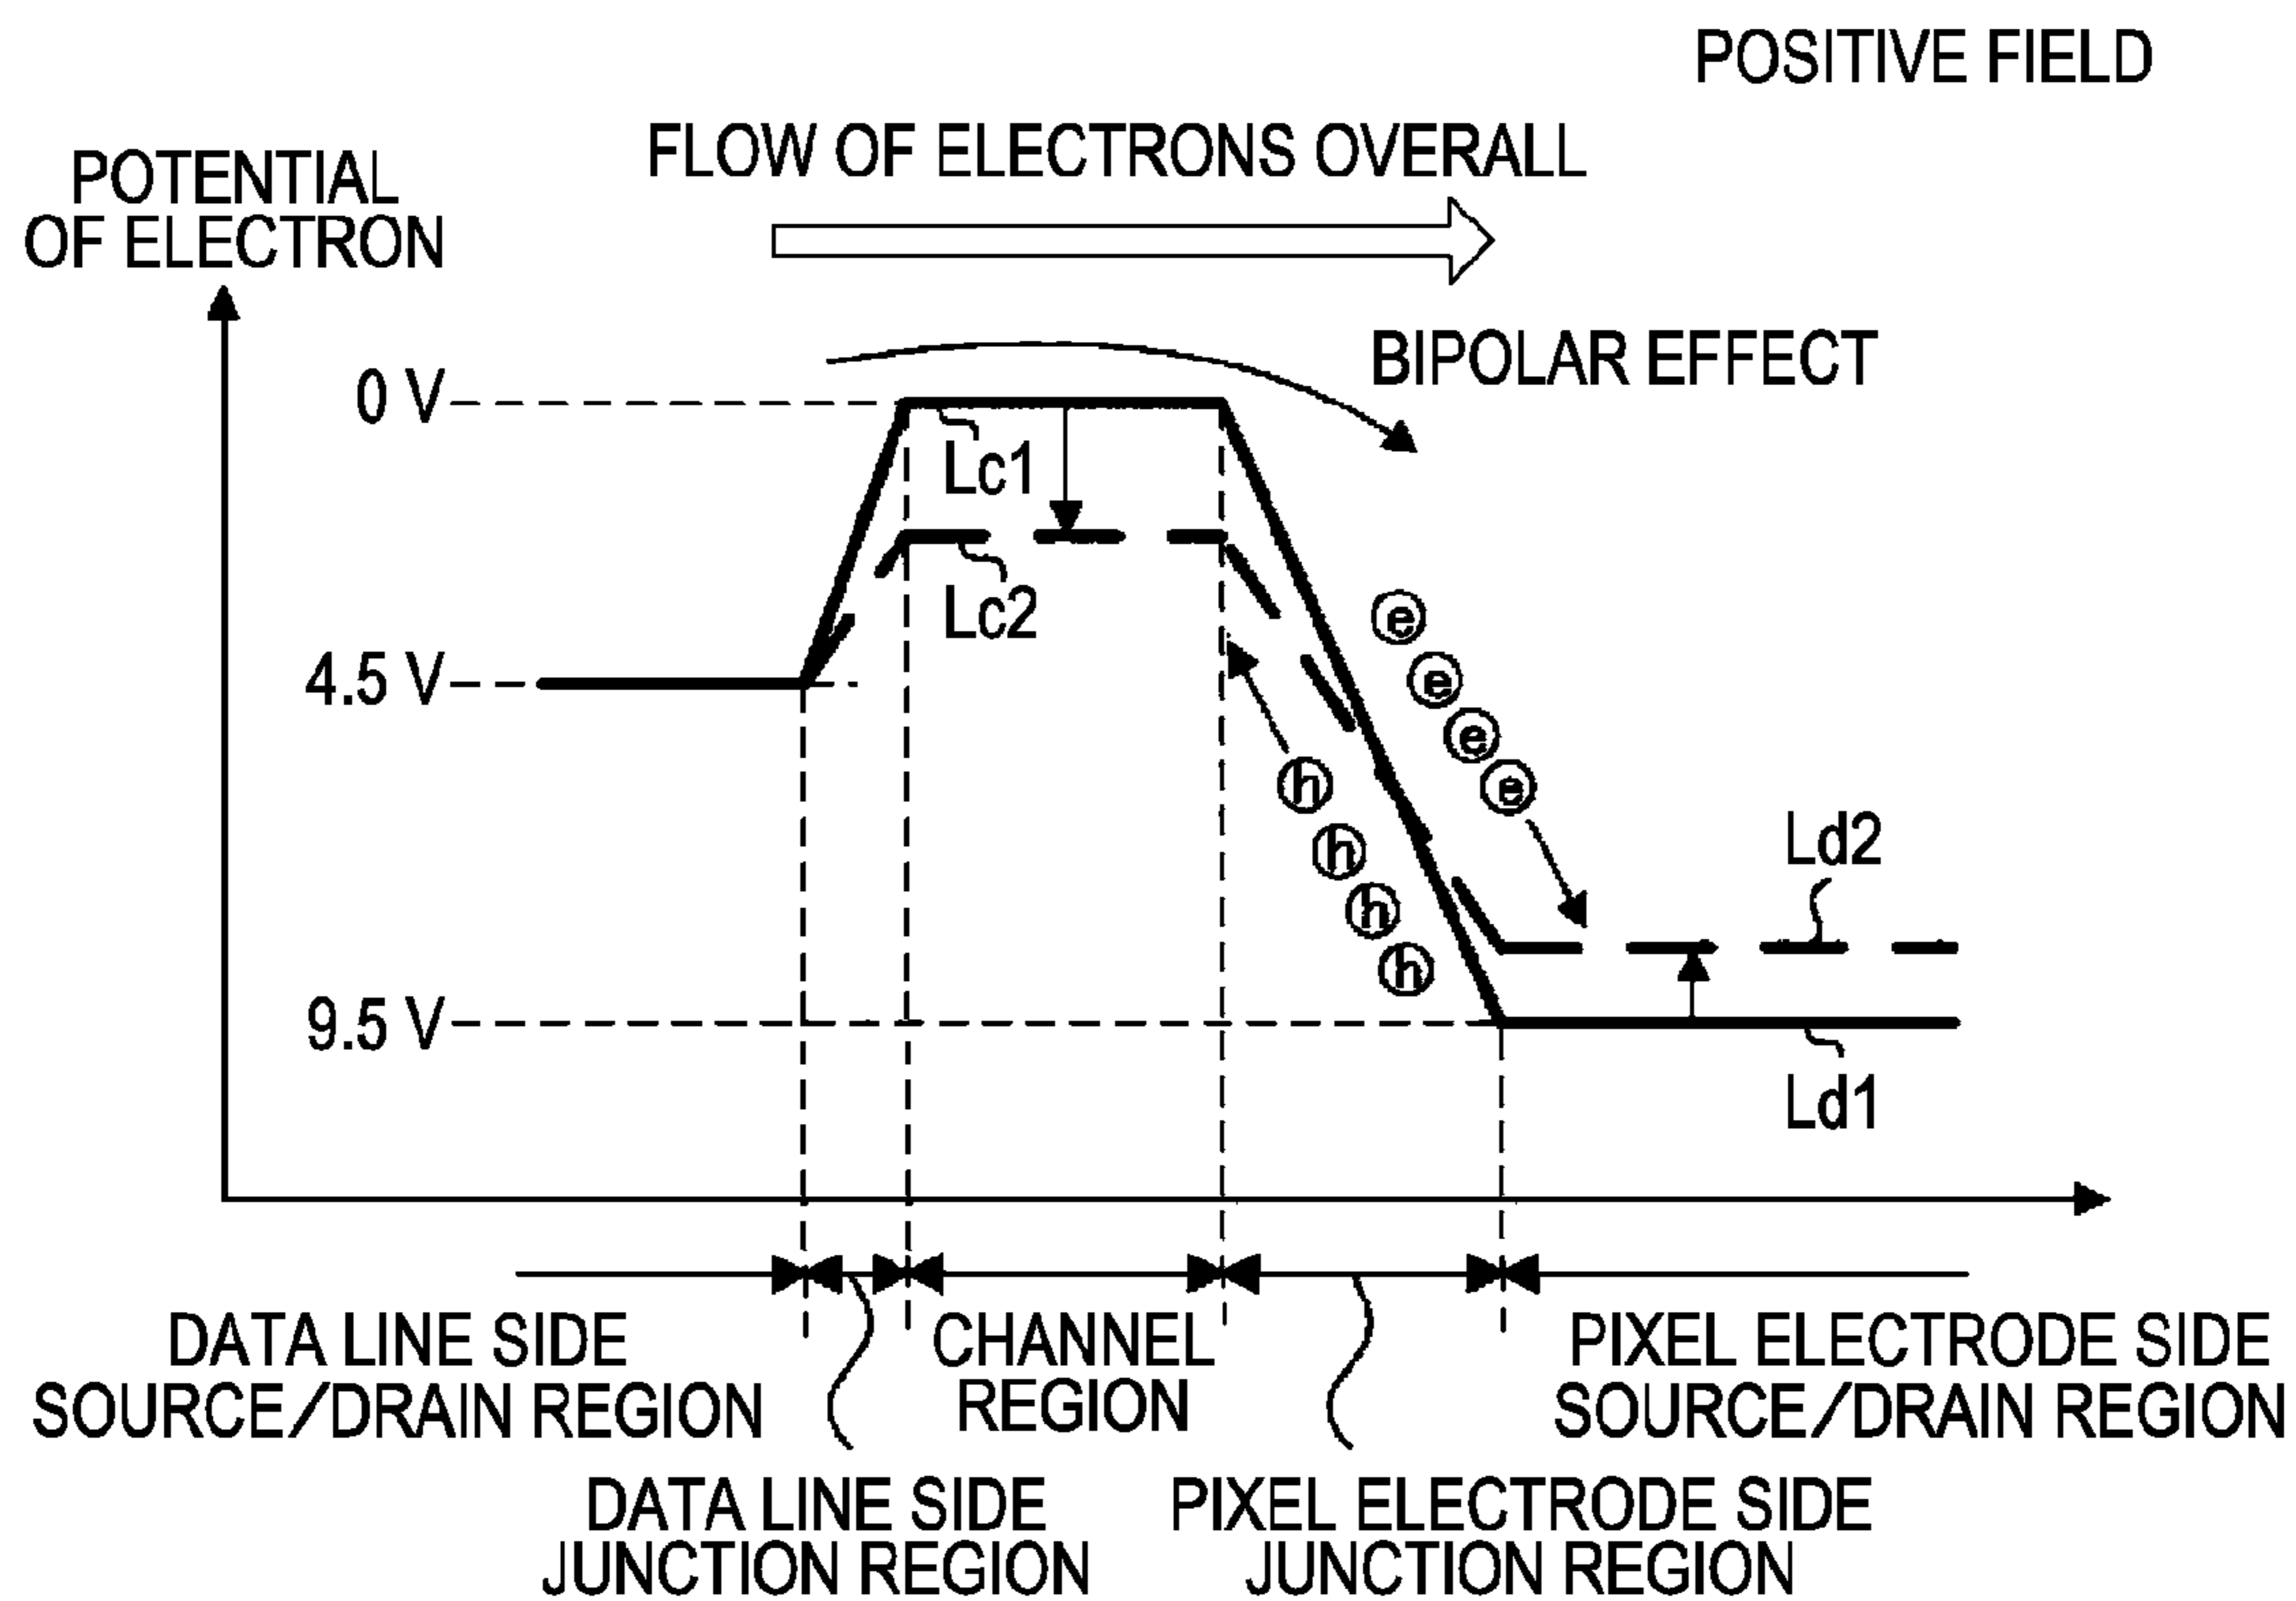 POSITIVE FIELD
FLOW OF ELECTRONS OVERALL
POTENTIAL
OF ELECTRON
BIPOLAR EFFECT
0 V
Lc1
Lc2
4.5 V
e
e
e
e
h
h
h
h
Ld2
9.5 V
Ld1
DATA LINE SIDE
SOURCE/DRAIN REGION
CHANNEL
REGION
PIXEL ELECTRODE SIDE
SOURCE/DRAIN REGION
DATA LINE SIDE
JUNCTION REGION
PIXEL ELECTRODE SIDE
JUNCTION REGION